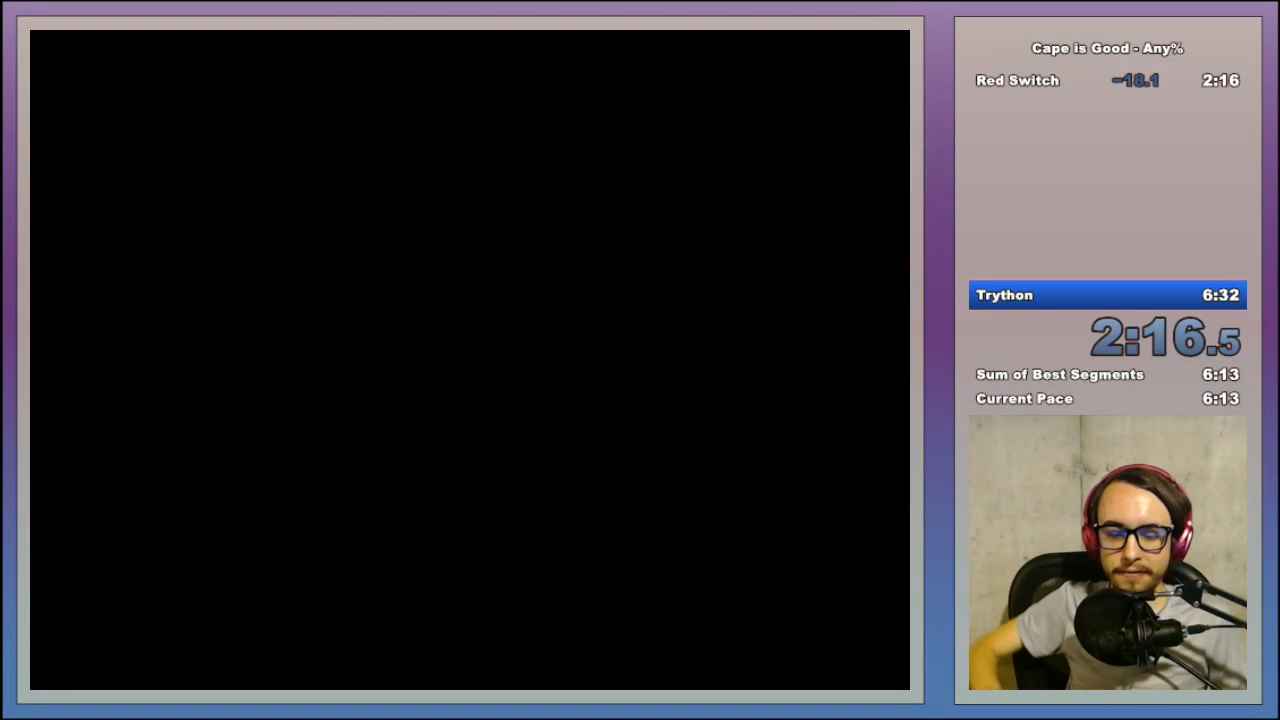 Cape is Good - Any%
Red Switch -18.1 2:16
Trython 6:32
2:16.5
Sum of Best Segments 6:13
Current Pace 6:13